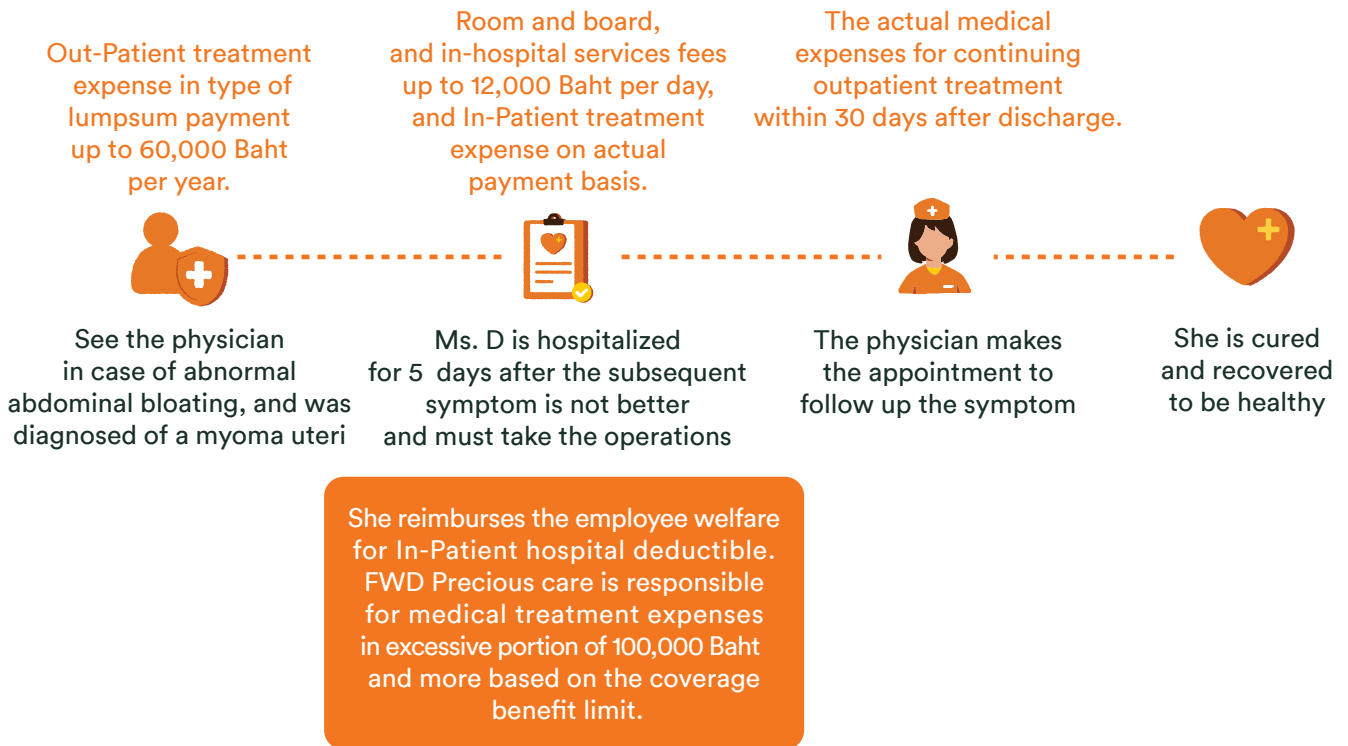 Out-Patient treatment
expense in type of
lumpsum payment
up to 60,000 Baht
per year.
Room and board,
and in-hospital services fees
up to 12,000 Baht per day,
and In-Patient treatment
expense on actual
payment basis.
The actual medical
expenses for continuing
outpatient treatment
within 30 days after discharge.
See the physician
in case of abnormal
abdominal bloating, and was
diagnosed of a myoma uteri
Ms. D is hospitalized
for 5 days after the subsequent
symptom is not better
and must take the operations
The physician makes
the appointment to
follow up the symptom
She is cured
and recovered
to be healthy
She reimburses the employee welfare
for In-Patient hospital deductible.
FWD Precious care is responsible
for medical treatment expenses
in excessive portion of 100,000 Baht
and more based on the coverage
benefit limit.